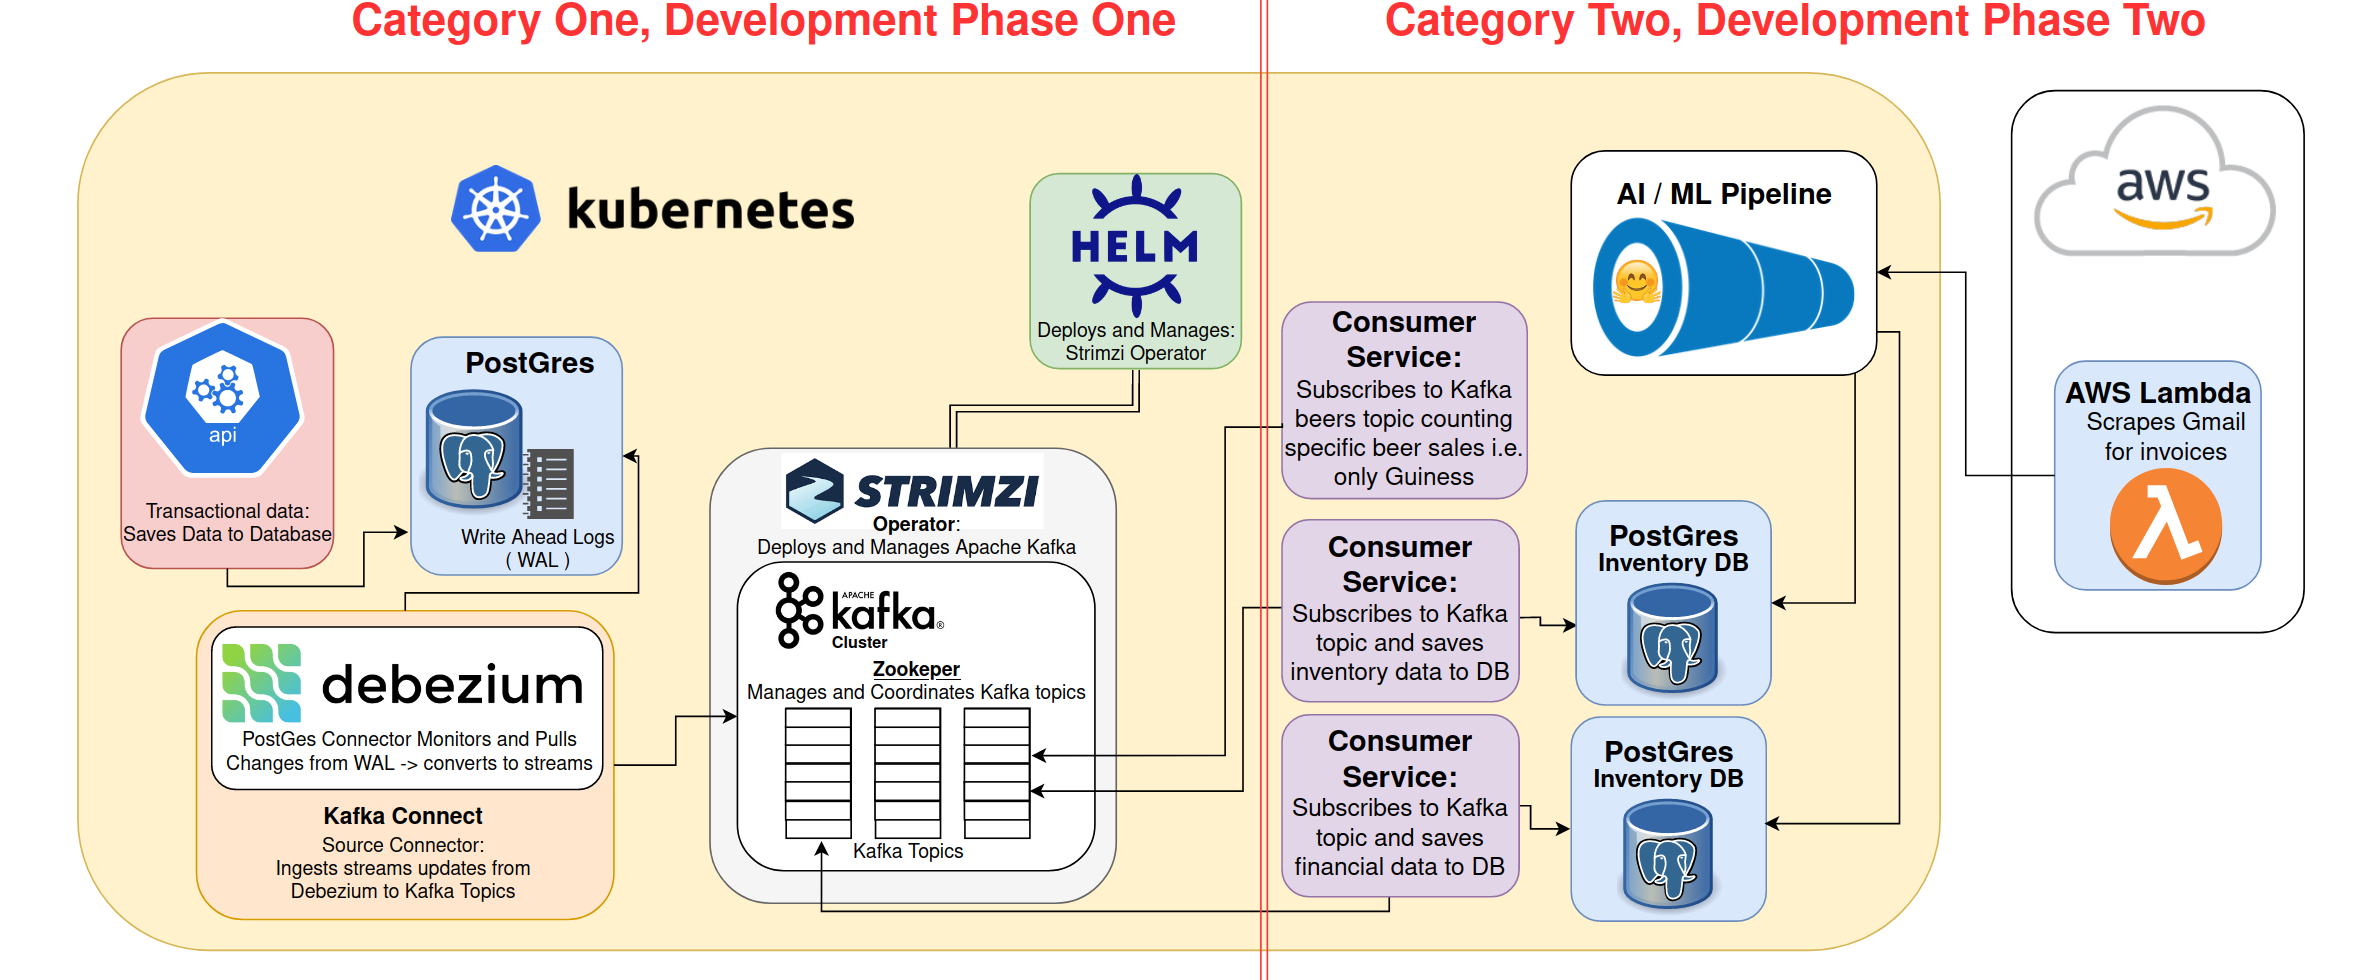 Category One, Development Phase One
Category Two, Development Phase Two
kubernetes
HELM
Deploys and Manages:
Strimzi Operator
api
Transactional data:
Saves Data to Database
PostGres
Write Ahead Logs
( WAL )
debezium
PostGes Connector Monitors and Pulls
Changes from WAL -> converts to streams
Kafka Connect
Source Connector:
Ingests streams updates from
Debezium to Kafka Topics
STRIMZI
Operator:
Deploys and Manages Apache Kafka
APACHE
kafka®
Cluster
Zookeper
Manages and Coordinates Kafka topics
Kafka Topics
Consumer
Service:
Subscribes to Kafka
beers topic counting
specific beer sales i.e.
only Guiness
Consumer
Service:
Subscribes to Kafka
topic and saves
inventory data to DB
Consumer
Service:
Subscribes to Kafka
topic and saves
financial data to DB
AI / ML Pipeline
PostGres
Inventory DB
PostGres
Inventory DB
aws
AWS Lambda
Scrapes Gmail
for invoices
λ